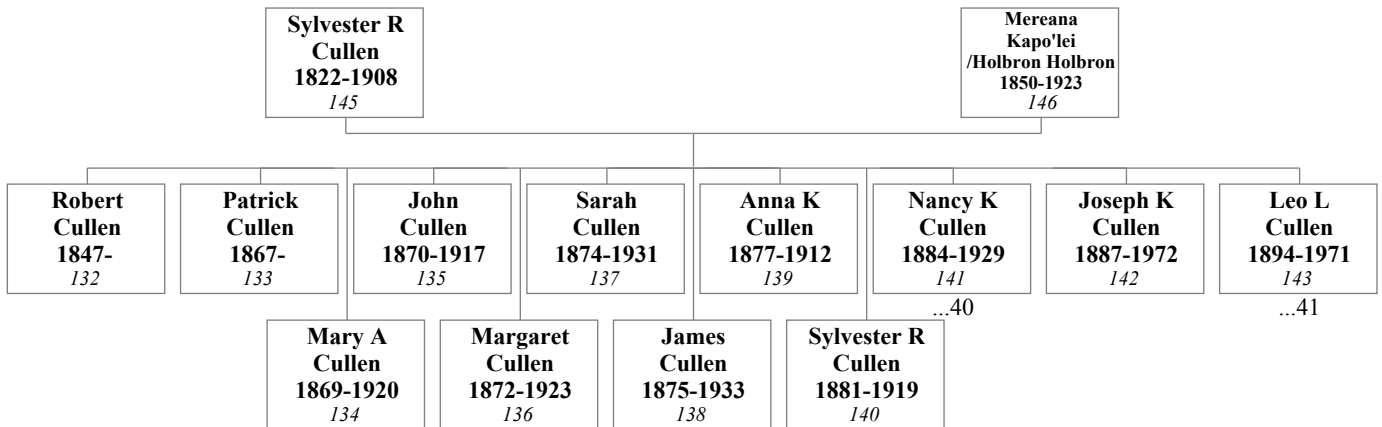 Sylvester R
Cullen
1822-1908
145
Mereana
Kapo'lei
/Holbron Holbron
1850-1923
146
Robert
Cullen
1847-
132
Patrick
Cullen
1867-
133
John
Cullen
1870-1917
135
Sarah
Cullen
1874-1931
137
Anna K
Cullen
1877-1912
139
Nancy K
Cullen
1884-1929
141
...40
Joseph K
Cullen
1887-1972
142
Leo L
Cullen
1894-1971
143
...41
Mary A
Cullen
1869-1920
134
Margaret
Cullen
1872-1923
136
James
Cullen
1875-1933
138
Sylvester R
Cullen
1881-1919
140